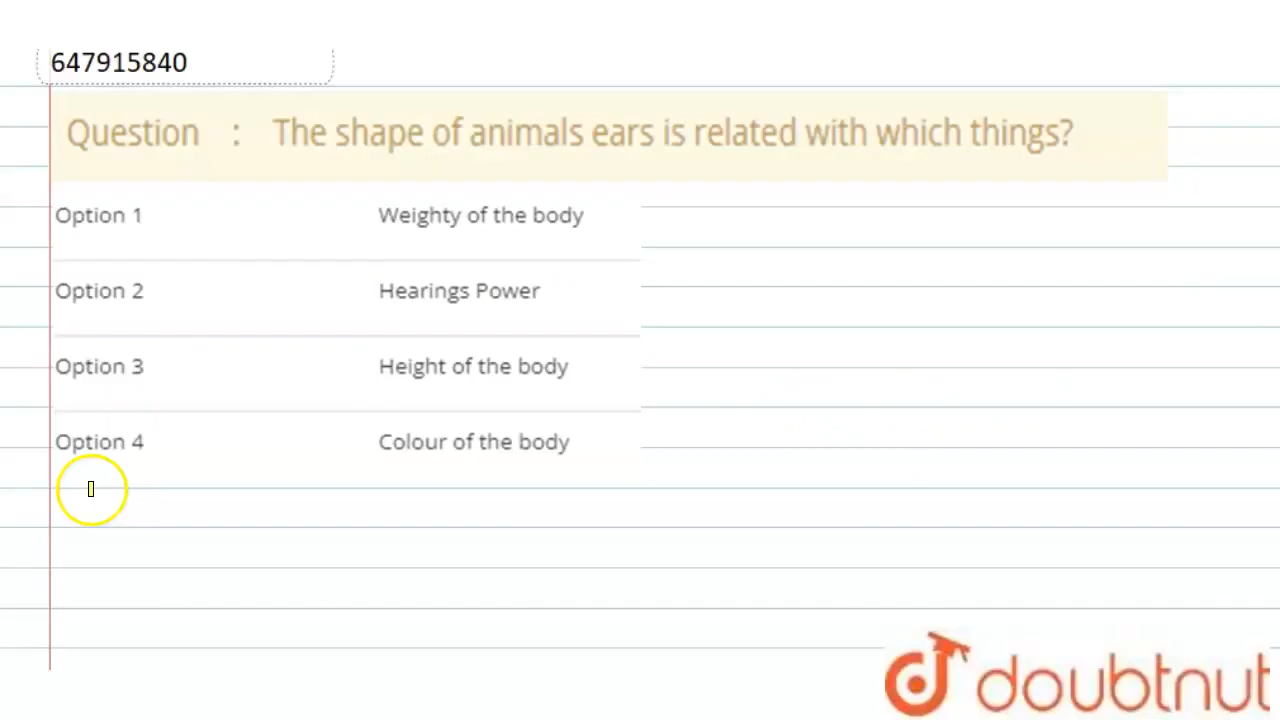 647915840
Question : The shape of animals ears is related with which things?
Option 1 Weighty of the body
Option 2 Hearings Power
Option 3 Height of the body
Option 4 Colour of the body
doubtnut